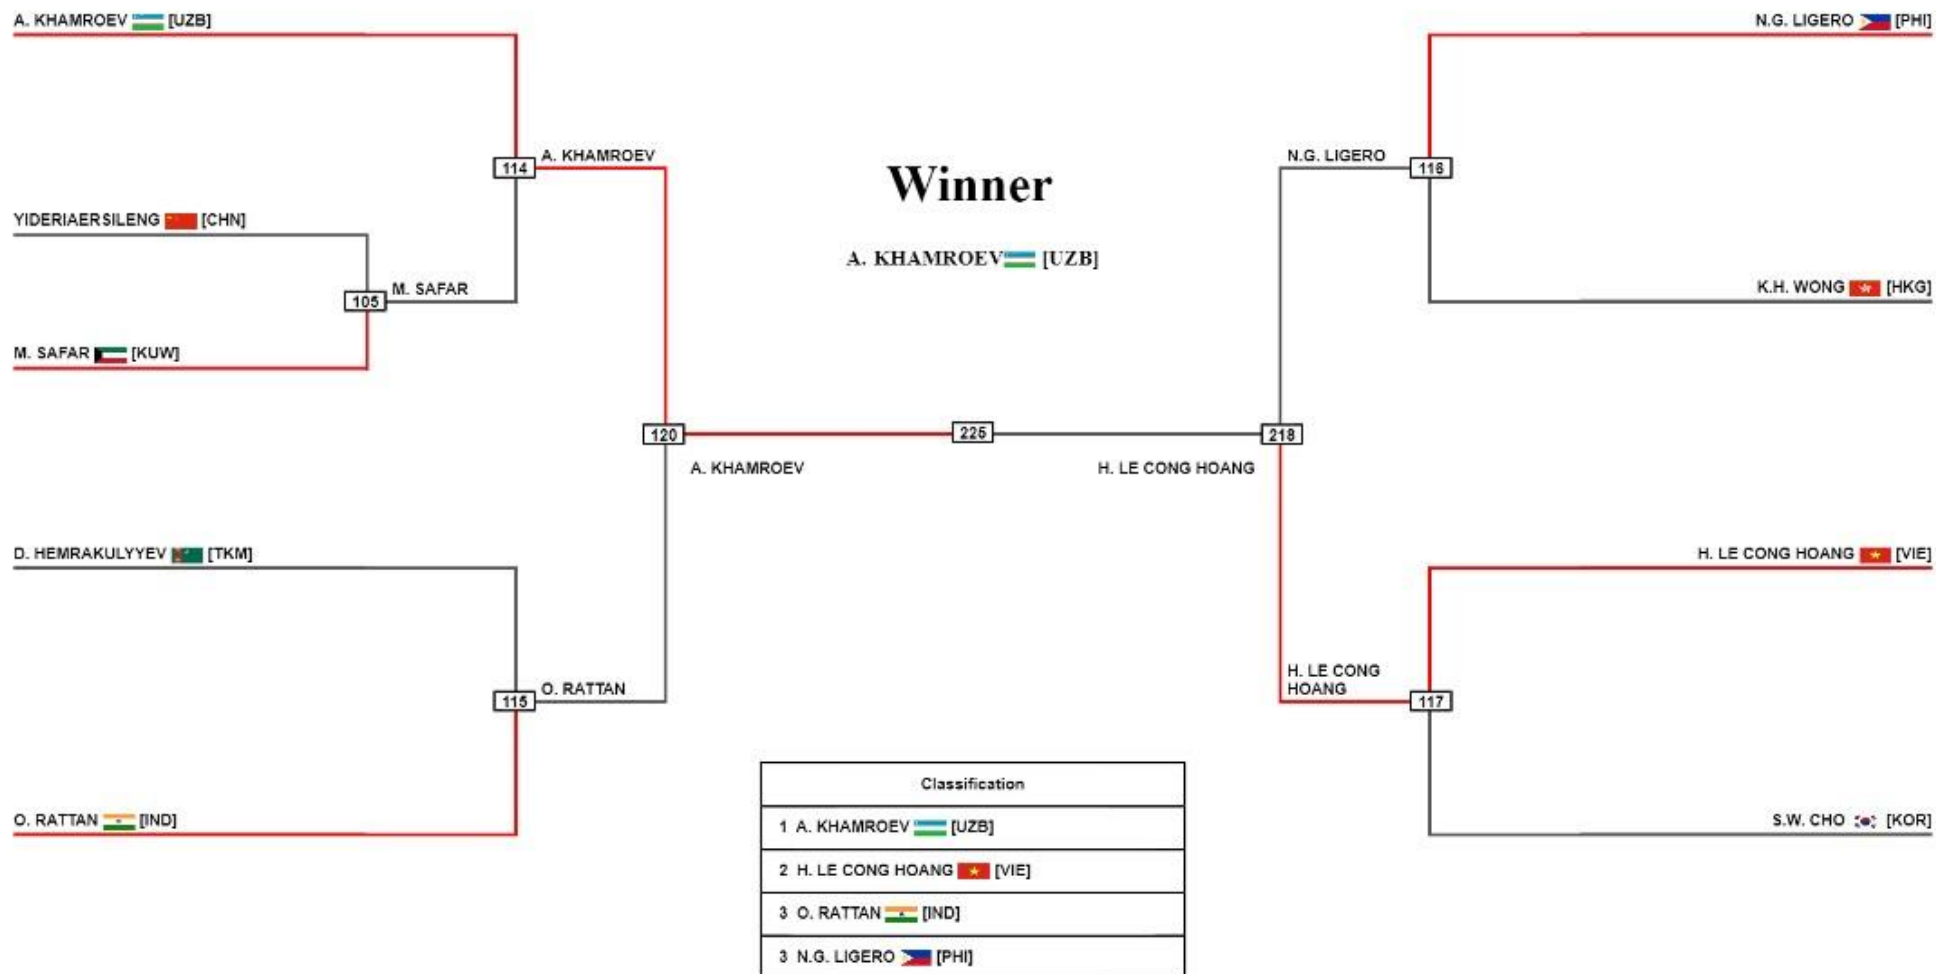 A. KHAMROEV [UZB]
N.G. LIGERO [PHI]
114
A. KHAMROEV
Winner
N.G. LIGERO
116
YIDERIAERSILENG [CHN]
A. KHAMROEV [UZB]
105
M. SAFAR
K.H. WONG [HKG]
M. SAFAR [KUW]
120
225
218
A. KHAMROEV
H. LE CONG HOANG
D. HEMRAKULYYEV [TKM]
H. LE CONG HOANG [VIE]
115
O. RATTAN
H. LE CONG
HOANG
117
Classification
O. RATTAN [IND]
S.W. CHO [KOR]
1 A. KHAMROEV [UZB]
2 H. LE CONG HOANG [VIE]
3 O. RATTAN [IND]
3 N.G. LIGERO [PHI]